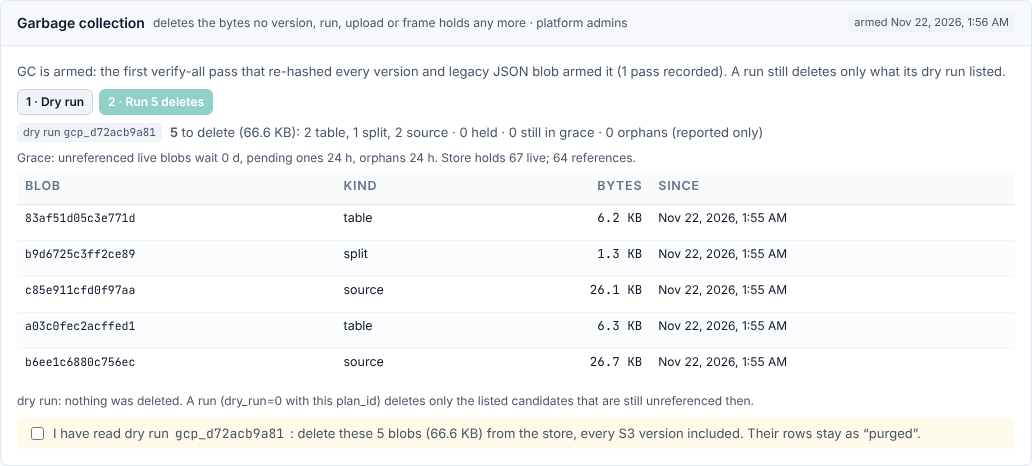 Garbage collection deletes the bytes no version, run, upload or frame holds any more · platform admins armed Nov 22, 2026, 1:56 AM
GC is armed: the first verify-all pass that re-hashed every version and legacy JSON blob armed it (1 pass recorded). A run still deletes only what its dry run listed.
1 · Dry run 2 · Run 5 deletes
dry run gcp_d72acb9a81 5 to delete (66.6 KB): 2 table, 1 split, 2 source · 0 held · 0 still in grace · 0 orphans (reported only)
Grace: unreferenced live blobs wait 0 d, pending ones 24 h, orphans 24 h. Store holds 67 live; 64 references.
BLOB KIND BYTES SINCE
83af51d05c3e771d table 6.2 KB Nov 22, 2026, 1:55 AM
b9d6725c3ff2ce89 split 1.3 KB Nov 22, 2026, 1:55 AM
c85e911cfd0f97aa source 26.1 KB Nov 22, 2026, 1:55 AM
a03c0fec2acffed1 table 6.3 KB Nov 22, 2026, 1:55 AM
b6ee1c6880c756ec source 26.7 KB Nov 22, 2026, 1:55 AM
dry run: nothing was deleted. A run (dry_run=0 with this plan_id) deletes only the listed candidates that are still unreferenced then.
I have read dry run gcp_d72acb9a81 : delete these 5 blobs (66.6 KB) from the store, every S3 version included. Their rows stay as “purged”.